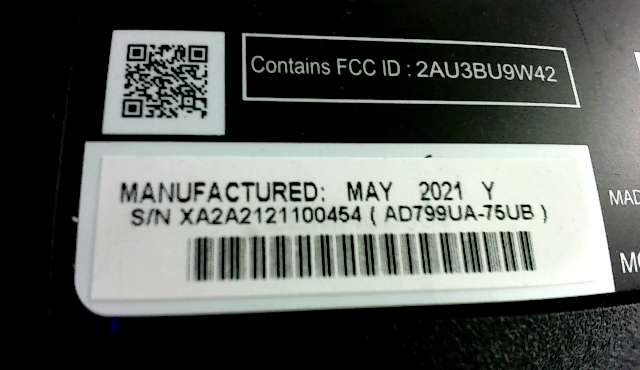 Contains FCC ID : 2AU3BU9W42
MANUFACTURED: MAY 2021 Y
S/N XA2A2121100454 ( AD799UA-75UB )